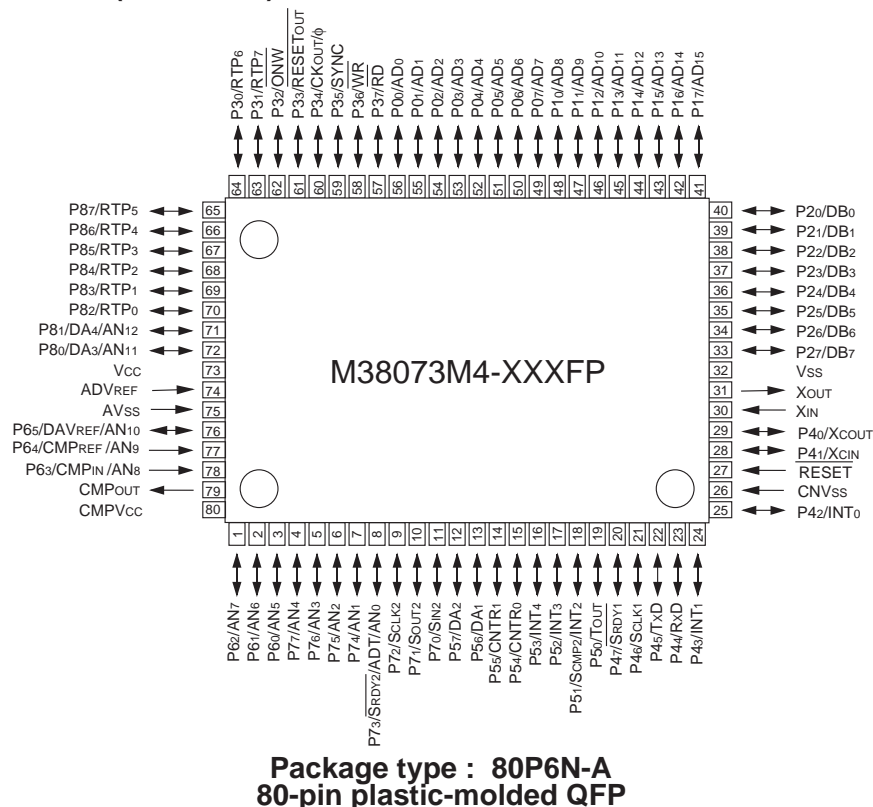 P30/RTP6
P31/RTP7
P32/ONW
P33/RESETOUT
P34/CKOUT/φ
P35/SYNC
P36/WR
P37/RD
P00/AD0
P01/AD1
P02/AD2
P03/AD3
P04/AD4
P05/AD5
P06/AD6
P07/AD7
P10/AD8
P11/AD9
P12/AD10
P13/AD11
P14/AD12
P15/AD13
P16/AD14
P17/AD15
64 63 62 61 60 59 58 57 56 55 54 53 52 51 50 49 48 47 46 45 44 43 42 41
P87/RTP5 65
P86/RTP4 66
P85/RTP3 67
P84/RTP2 68
P83/RTP1 69
P82/RTP0 70
P81/DA4/AN12 71
P80/DA3/AN11 72
VCC 73
ADVREF 74
AVSS 75
P65/DAVREF/AN10 76
P64/CMPREF/AN9 77
P63/CMPIN/AN8 78
CMPOUT 79
CMPVCC 80
M38073M4-XXXFP
40 P20/DB0
39 P21/DB1
38 P22/DB2
37 P23/DB3
36 P24/DB4
35 P25/DB5
34 P26/DB6
33 P27/DB7
32 VSS
31 XOUT
30 XIN
29 P40/XCOUT
28 P41/XCIN
27 RESET
26 CNVSS
25 P42/INT0
1 2 3 4 5 6 7 8 9 10 11 12 13 14 15 16 17 18 19 20 21 22 23 24
P62/AN7
P61/AN6
P60/AN5
P77/AN4
P76/AN3
P75/AN2
P74/AN1
P73/SRDY2/ADT/AN0
P72/SCLK2
P71/SOUT2
P70/SIN2
P57/DA2
P56/DA1
P55/CNTR1
P54/CNTR0
P53/INT4
P52/INT3
P51/SCMP2/INT2
P50/TOUT
P47/SRDY1
P46/SCLK1
P45/TxD
P44/RxD
P43/INT1
Package type : 80P6N-A
80-pin plastic-molded QFP